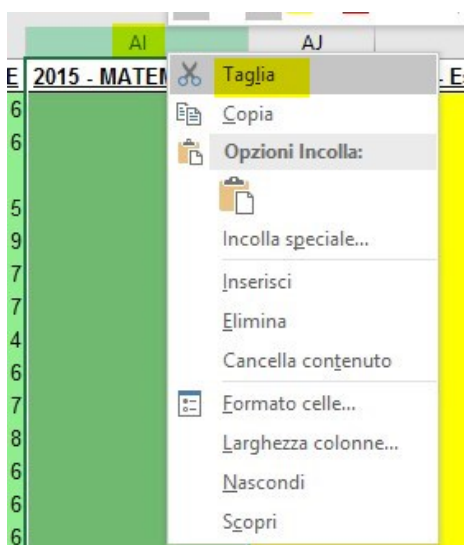 AI AJ
E 2015 - MATEM
6
6
5
9
7
7
4
6
7
8
6
6
6
Taglia
Copia
Opzioni Incolla:
Incolla speciale...
Inserisci
Elimina
Cancella contenuto
Formato celle...
Larghezza colonne...
Nascondi
Scopri